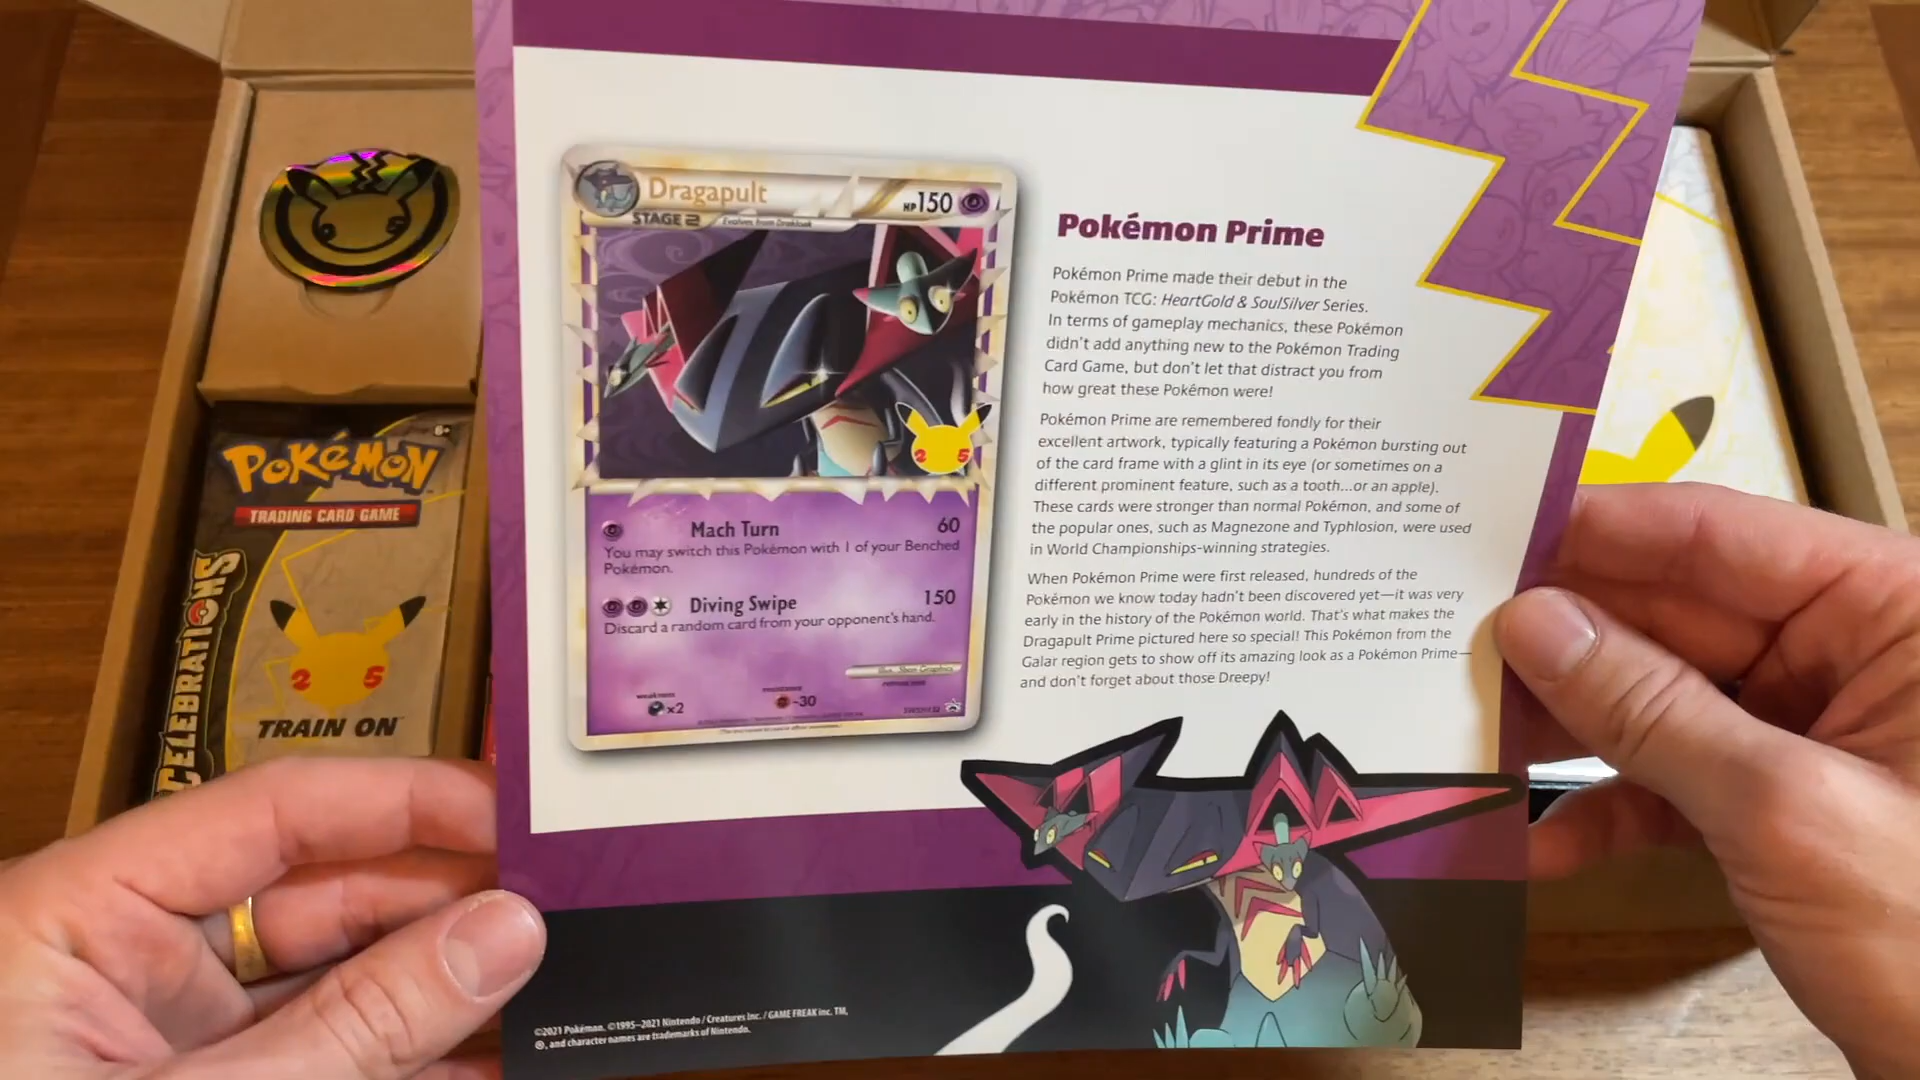 Dragapult
HP150
STAGE 2
Evolves from Drakloak
25
Mach Turn 60
You may switch this Pokémon with 1 of your Benched
Pokémon.
Diving Swipe 150
Discard a random card from your opponent's hand.
weakness
x2
resistance
-30
Pokémon Prime
Pokémon Prime made their debut in the
Pokémon TCG: HeartGold & SoulSilver Series.
In terms of gameplay mechanics, these Pokémon
didn't add anything new to the Pokémon Trading
Card Game, but don't let that distract you from
how great these Pokémon were!
Pokémon Prime are remembered fondly for their
excellent artwork, typically featuring a Pokémon bursting out
of the card frame with a glint in its eye (or sometimes on a
different prominent feature, such as a tooth...or an apple).
These cards were stronger than normal Pokémon, and some of
the popular ones, such as Magnezone and Typhlosion, were used
in World Championships-winning strategies.
When Pokémon Prime were first released, hundreds of the
Pokémon we know today hadn't been discovered yet—it was very
early in the history of the Pokémon world. That's what makes the
Dragapult Prime pictured here so special! This Pokémon from the
Galar region gets to show off its amazing look as a Pokémon Prime—
and don't forget about those Dreepy!
©2021 Pokémon. ©1995–2021 Nintendo / Creatures Inc. / GAME FREAK inc. TM,
®, and character names are trademarks of Nintendo.
6+
POKéMON
TRADING CARD GAME
CELEBRATIONS
25
TRAIN ON